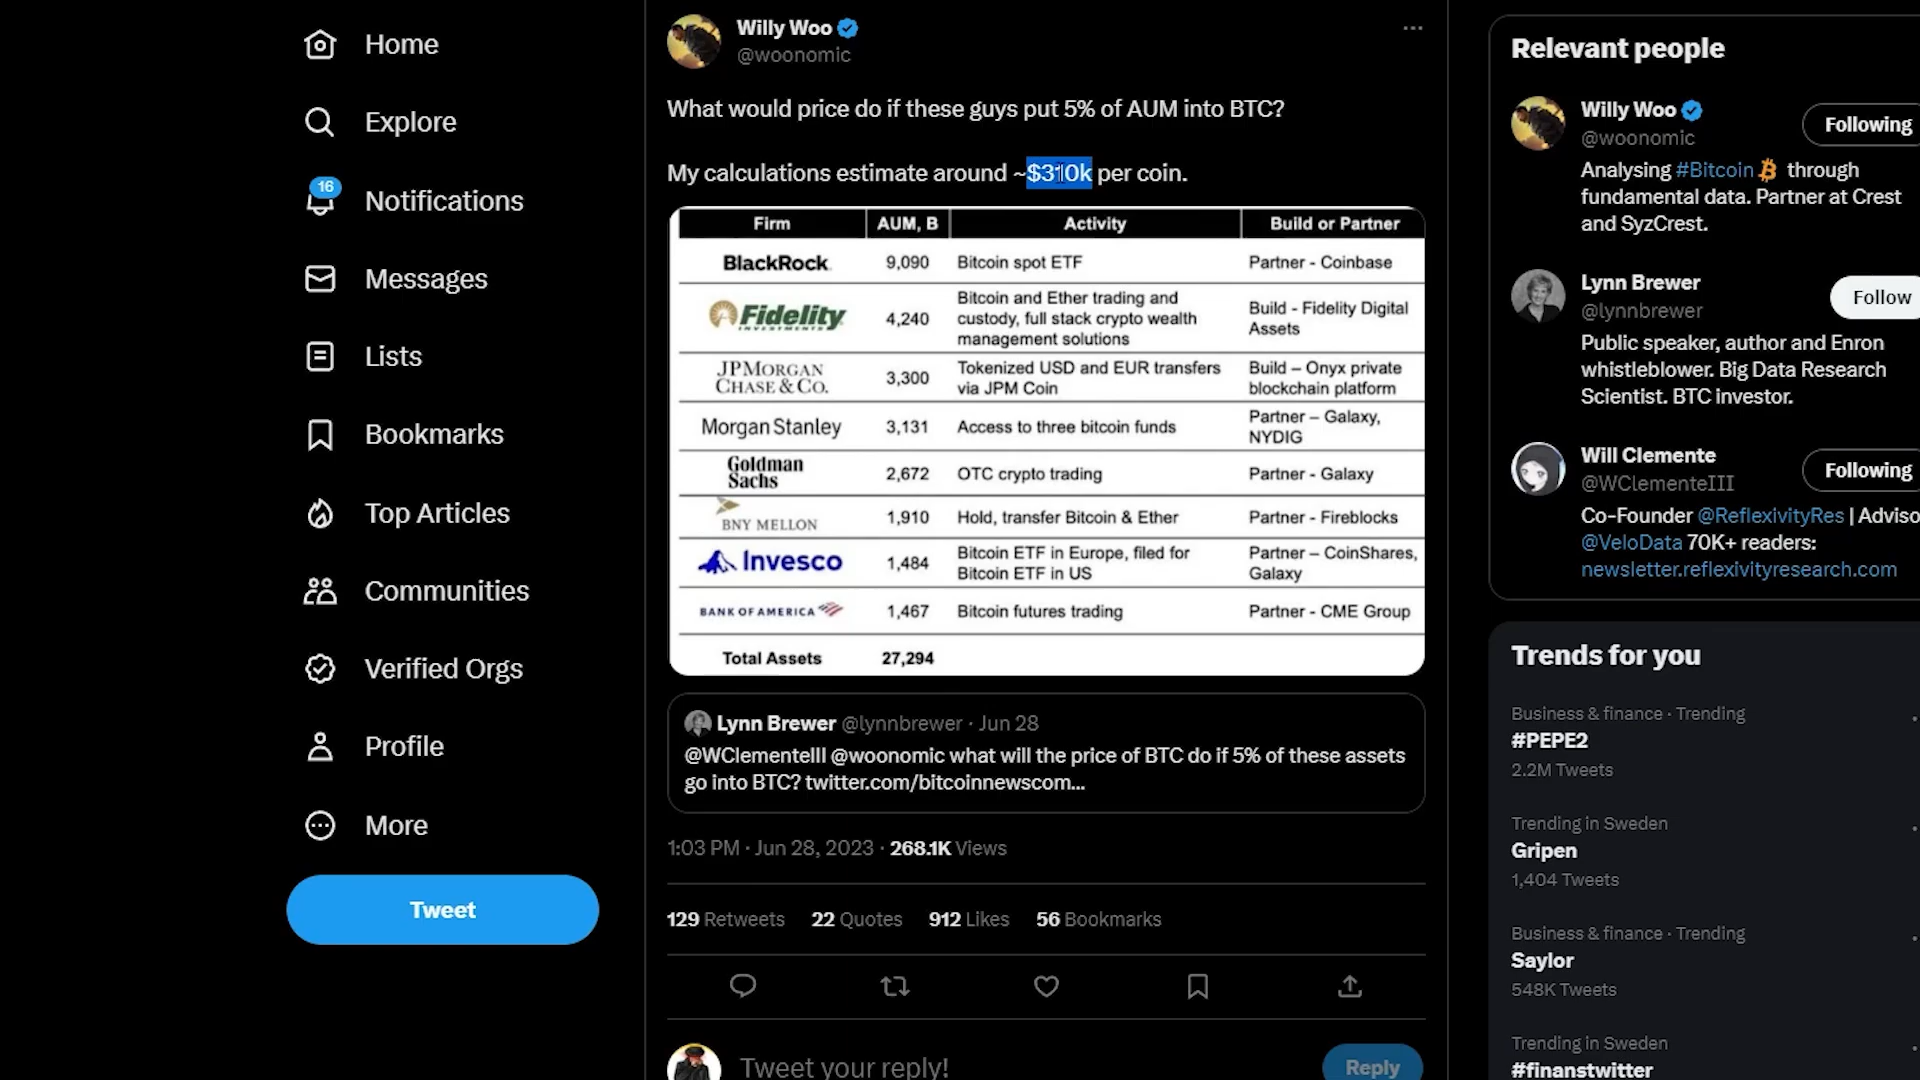 Home
Explore
16
Notifications
Messages
Lists
Bookmarks
Top Articles
Communities
Verified Orgs
Profile
More
Tweet
Willy Woo
@woonomic
What would price do if these guys put 5% of AUM into BTC?
My calculations estimate around ~$310k per coin.
Firm AUM, B Activity Build or Partner
BlackRock 9,090 Bitcoin spot ETF Partner - Coinbase
Fidelity INVESTMENTS 4,240 Bitcoin and Ether trading and
custody, full stack crypto wealth
management solutions
Build - Fidelity Digital
Assets
JPMORGAN
CHASE & CO.
3,300 Tokenized USD and EUR transfers
via JPM Coin
Build – Onyx private
blockchain platform
Morgan Stanley 3,131 Access to three bitcoin funds
Partner – Galaxy,
NYDIG
Goldman
Sachs
2,672 OTC crypto trading Partner - Galaxy
BNY MELLON 1,910 Hold, transfer Bitcoin & Ether Partner - Fireblocks
Invesco 1,484 Bitcoin ETF in Europe, filed for
Bitcoin ETF in US
Partner – CoinShares,
Galaxy
BANK OF AMERICA 1,467 Bitcoin futures trading Partner - CME Group
Total Assets 27,294
Lynn Brewer @lynnbrewer · Jun 28
@WClementeIII @woonomic what will the price of BTC do if 5% of these assets
go into BTC? twitter.com/bitcoinnewscom...
1:03 PM · Jun 28, 2023 · 268.1K Views
129 Retweets 22 Quotes 912 Likes 56 Bookmarks
Tweet your reply!
Reply
Relevant people
Willy Woo
@woonomic
Following
Analysing #Bitcoin through
fundamental data. Partner at Crest
and SyzCrest.
Lynn Brewer
@lynnbrewer
Follow
Public speaker, author and Enron
whistleblower. Big Data Research
Scientist. BTC investor.
Will Clemente
@WClementeIII
Following
Co-Founder @ReflexivityRes | Adviso
@VeloData 70K+ readers:
newsletter.reflexivityresearch.com
Trends for you
Business & finance · Trending
#PEPE2
2.2M Tweets
Trending in Sweden
Gripen
1,404 Tweets
Business & finance · Trending
Saylor
548K Tweets
Trending in Sweden
#finanstwitter